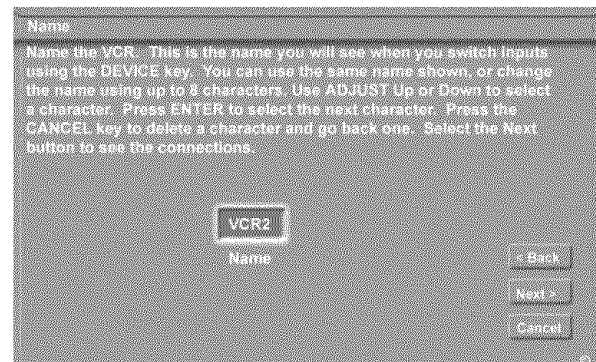 Name
Name the VCR. This is the name you will see when you switch inputs
using the DEVICE key. You can use the same name shown, or change
the name using up to 8 characters. Use ADJUST Up or Down to select
a character. Press ENTER to select the next character. Press the
CANCEL key to delete a character and go back one. Select the Next
button to see the connections.
VCR2
Name
< Back
Next >
Cancel